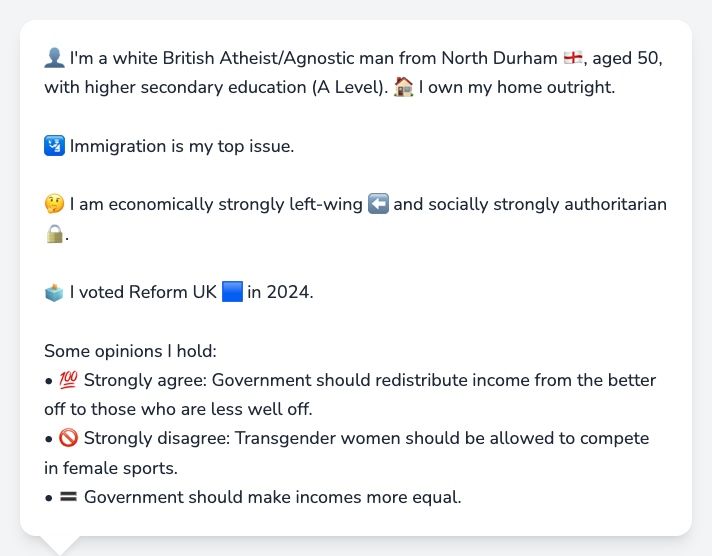 👤 I'm a white British Atheist/Agnostic man from North Durham 🏴󠁧󠁢󠁥󠁮󠁧󠁿, aged 50,
with higher secondary education (A Level). 🏠 I own my home outright.
🛂 Immigration is my top issue.
🤔 I am economically strongly left-wing ⬅️ and socially strongly authoritarian
🔒.
🗳️ I voted Reform UK 🟦 in 2024.
Some opinions I hold:
• 💯 Strongly agree: Government should redistribute income from the better
off to those who are less well off.
• 🚫 Strongly disagree: Transgender women should be allowed to compete
in female sports.
• 🟰 Government should make incomes more equal.